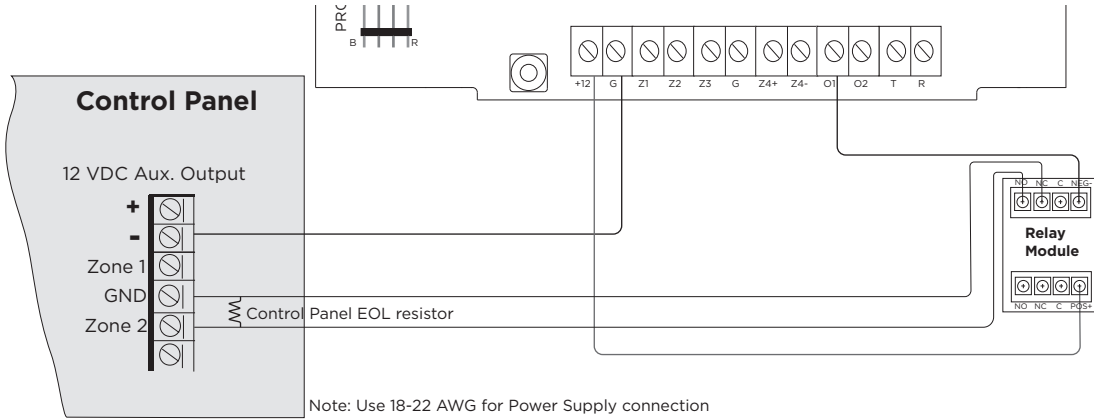 PRO
B R
+12 G Z1 Z2 Z3 G Z4+ Z4- O1 O2 T R
Control Panel
12 VDC Aux. Output
+
-
Zone 1
GND
Zone 2
Control Panel EOL resistor
NO NC C NEG-
Relay
Module
NO NC C POS+
Note: Use 18-22 AWG for Power Supply connection